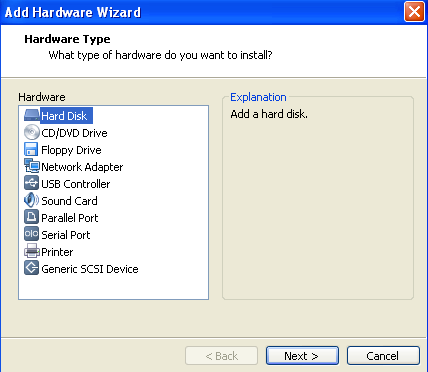 Add Hardware Wizard
Hardware Type
What type of hardware do you want to install?
Hardware
Hard Disk
CD/DVD Drive
Floppy Drive
Network Adapter
USB Controller
Sound Card
Parallel Port
Serial Port
Printer
Generic SCSI Device
Explanation
Add a hard disk.
< Back
Next >
Cancel